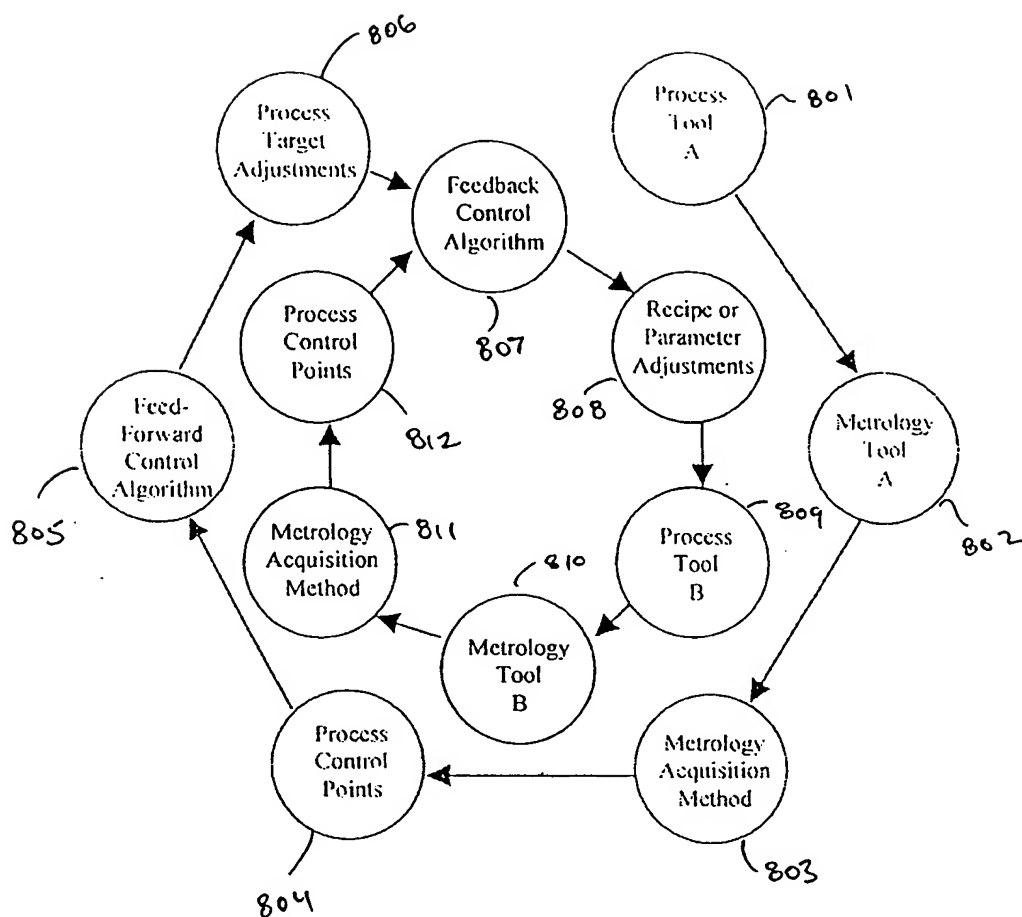 806
Process
Target
Adjustments
Process
Tool
A
801
Feedback
Control
Algorithm
807
Process
Control
Points
812
Recipe or
Parameter
Adjustments
808
Feed-
Forward
Control
Algorithm
805
Metrology
Tool
A
802
Metrology
Acquisition
Method
811
Process
Tool
B
809
Metrology
Tool
B
810
Process
Control
Points
804
Metrology
Acquisition
Method
803